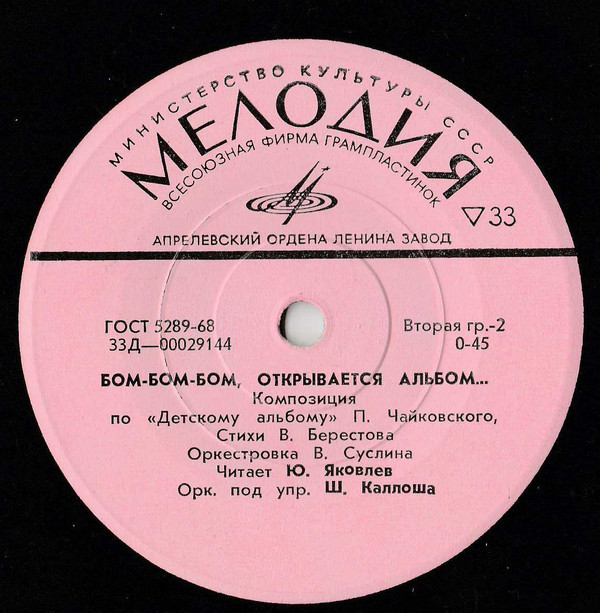 МИНИСТЕРСТВО КУЛЬТУРЫ СССР
МЕЛОДИЯ
ВСЕСОЮЗНАЯ ФИРМА ГРАМПЛАСТИНОК
33
АПРЕЛЕВСКИЙ ОРДЕНА ЛЕНИНА ЗАВОД
ГОСТ 5289-68 Вторая гр.-2
33Д—00029144 0-45
БОМ-БОМ-БОМ, ОТКРЫВАЕТСЯ АЛЬБОМ...
Композиция
по «Детскому альбому» П. Чайковского,
Стихи В. Берестова
Оркестровка В. Суслина
Читает Ю. Яковлев
Орк. под упр. Ш. Каллоша